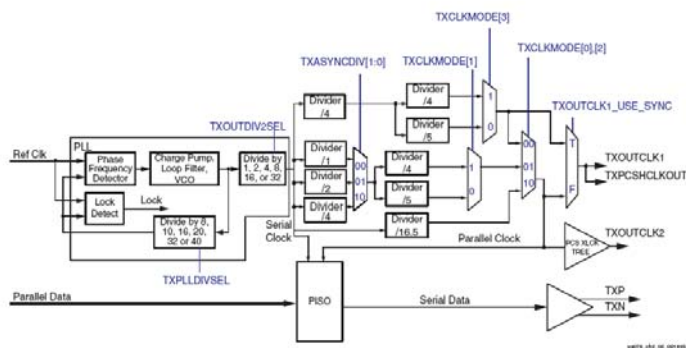 TXCLKMODE[3]
TXASYNCDIV[1:0]
TXCLKMODE[1]
TXCLKMODE[0],[2]
TXOUTDIV2SEL
TXOUTCLK1_USE_SYNC
Divider
/4
Divider
/4
Divider
/5
1
0
Ref Clk
PLL
Phase
Frequency
Detector
Charge Pump,
Loop Filter,
VCO
Divide by
1, 2, 4, 8,
16, or 32
Divider
/1
Divider
/2
Divider
/4
00
01
10
Divider
/4
Divider
/5
1
0
00
01
10
T
F
TXOUTCLK1
TXPCSHCLKOUT
Lock
Detect
Lock
Divide by 8,
10, 16, 20,
32 or 40
Serial
Clock
Divider
/16.5
Parallel Clock
PCS XLCK
TREE
TXOUTCLK2
TXPLLDIVSEL
Parallel Data
PISO
Serial Data
TXP
TXN